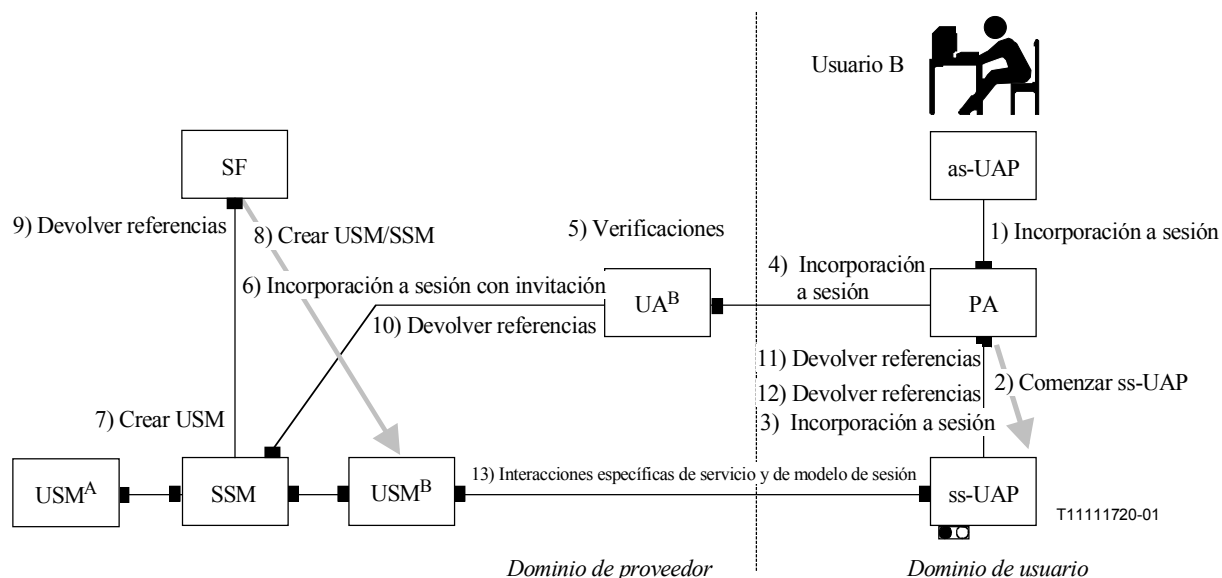 Usuario B
SF
as-UAP
9) Devolver referencias
8) Crear USM/SSM
5) Verificaciones
1) Incorporación a sesión
4) Incorporación
a sesión
6) Incorporación a sesión con invitación
UAB
PA
10) Devolver referencias
11) Devolver referencias
12) Devolver referencias
2) Comenzar ss-UAP
3) Incorporación a sesión
7) Crear USM
13) Interacciones específicas de servicio y de modelo de sesión
USMA
SSM
USMB
ss-UAP
T11111720-01
Dominio de proveedor
Dominio de usuario